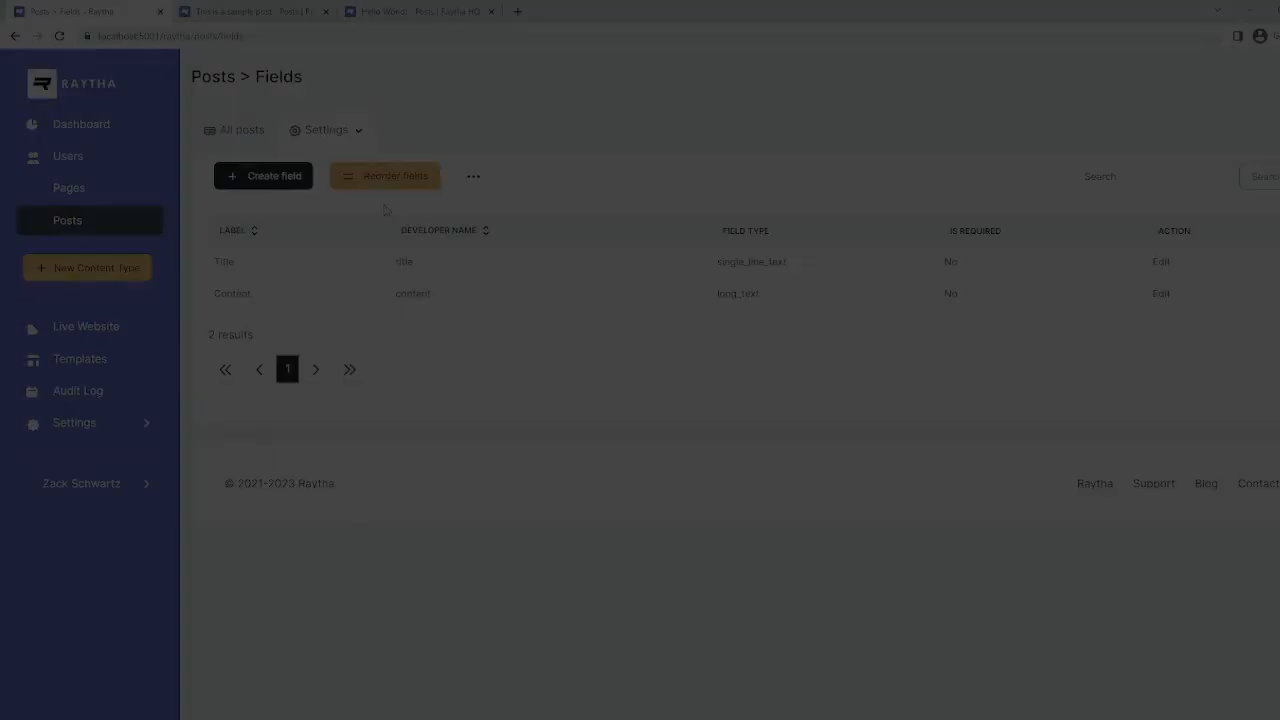 Posts > Fields - Raytha
This is a sample post - Posts | R
Hello World! - Posts | Raytha HQ
localhost:5001/raytha/posts/fields
RAYTHA
Posts > Fields
Dashboard
All posts
Settings
Users
+ Create field
Reorder fields
...
Search
Pages
Posts
LABEL
DEVELOPER NAME
FIELD TYPE
IS REQUIRED
ACTION
+ New Content Type
Title
title
single_line_text
No
Edit
Content
content
long_text
No
Edit
Live Website
2 results
Templates
« ‹ 1 › »
Audit Log
Settings
Zack Schwartz
© 2021-2023 Raytha
Raytha
Support
Blog
Contact